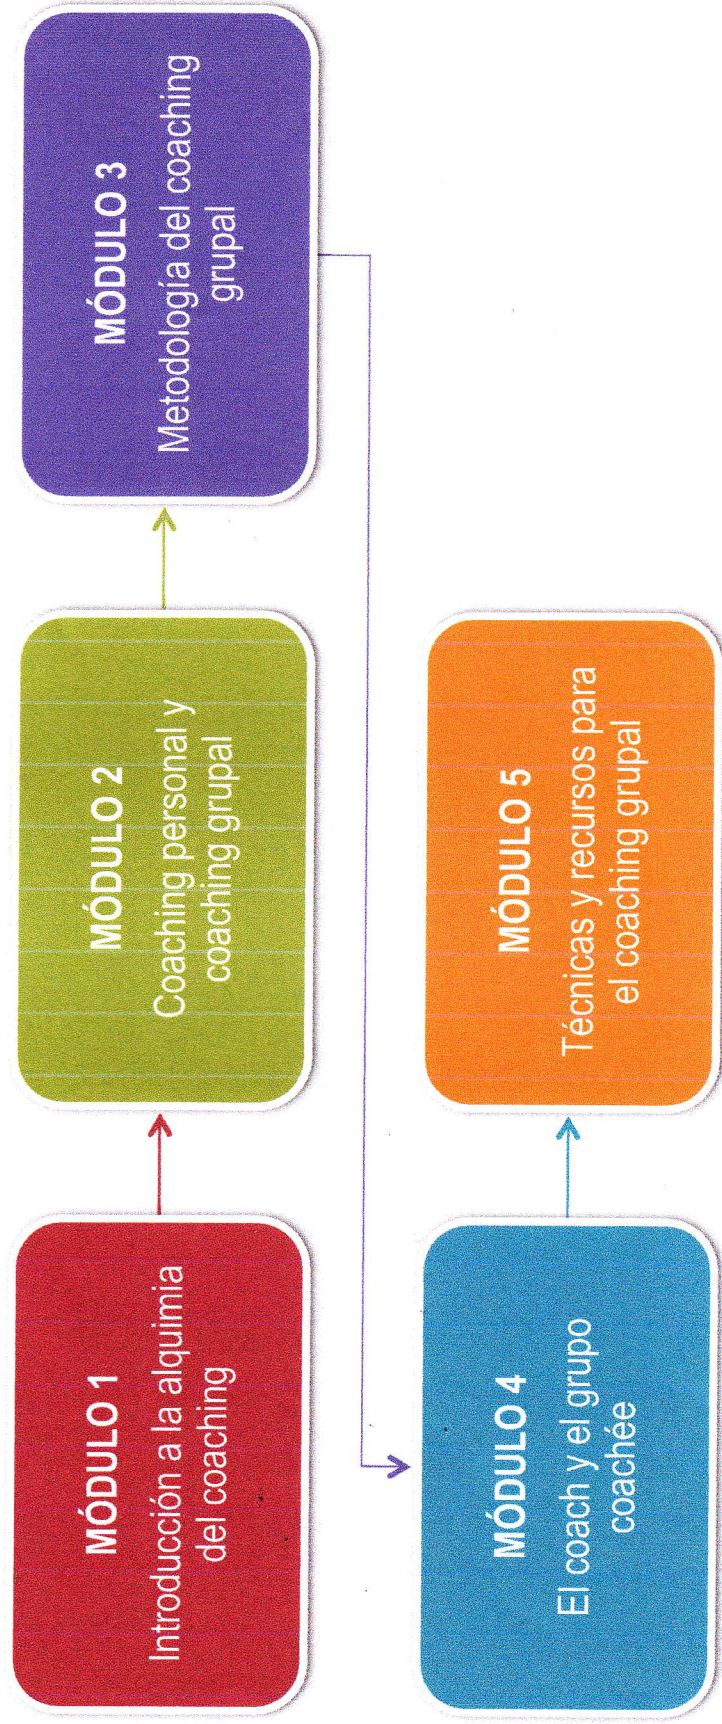 MÓDULO 1
Introducción a la alquimia
del coaching
MÓDULO 2
Coaching personal y
coaching grupal
MÓDULO 3
Metodología del coaching
grupal
MÓDULO 4
El coach y el grupo
coachée
MÓDULO 5
Técnicas y recursos para
el coaching grupal